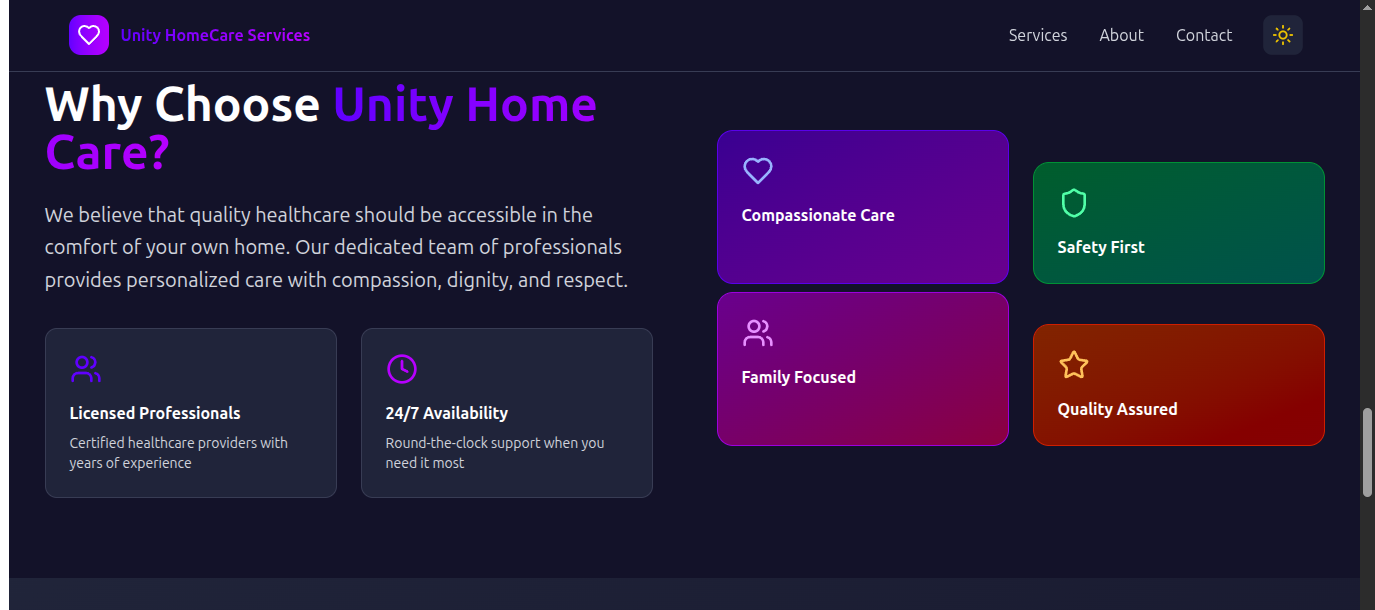 Unity HomeCare Services
Services
About
Contact
Why Choose Unity Home
Care?
We believe that quality healthcare should be accessible in the
comfort of your own home. Our dedicated team of professionals
provides personalized care with compassion, dignity, and respect.
Licensed Professionals
Certified healthcare providers with
years of experience
24/7 Availability
Round-the-clock support when you
need it most
Compassionate Care
Safety First
Family Focused
Quality Assured